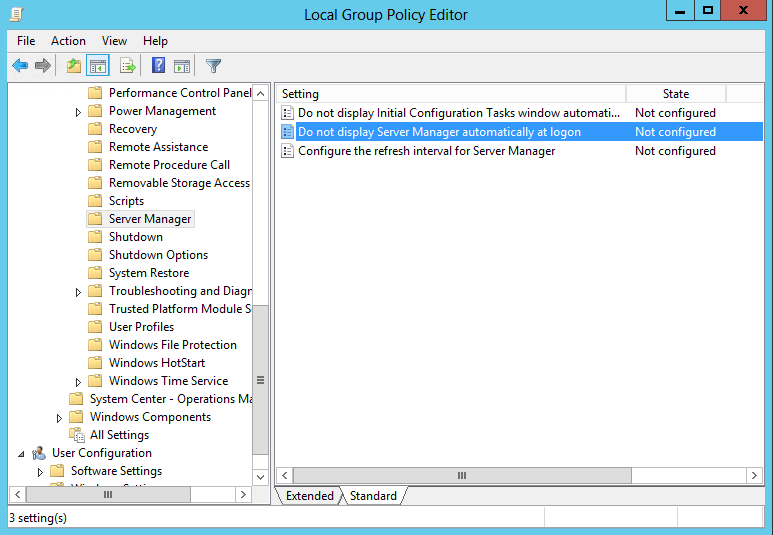 Local Group Policy Editor
File Action View Help
Performance Control Panel
Power Management
Recovery
Remote Assistance
Remote Procedure Call
Removable Storage Access
Scripts
Server Manager
Shutdown
Shutdown Options
System Restore
Troubleshooting and Diagn
Trusted Platform Module S
User Profiles
Windows File Protection
Windows HotStart
Windows Time Service
System Center - Operations Ma
Windows Components
All Settings
User Configuration
Software Settings
Setting State
Do not display Initial Configuration Tasks window automati... Not configured
Do not display Server Manager automatically at logon Not configured
Configure the refresh interval for Server Manager Not configured
Extended Standard
3 setting(s)